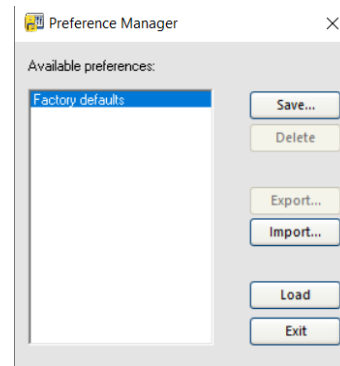 Preference Manager
Available preferences:
Factory defaults
Save...
Delete
Export...
Import...
Load
Exit